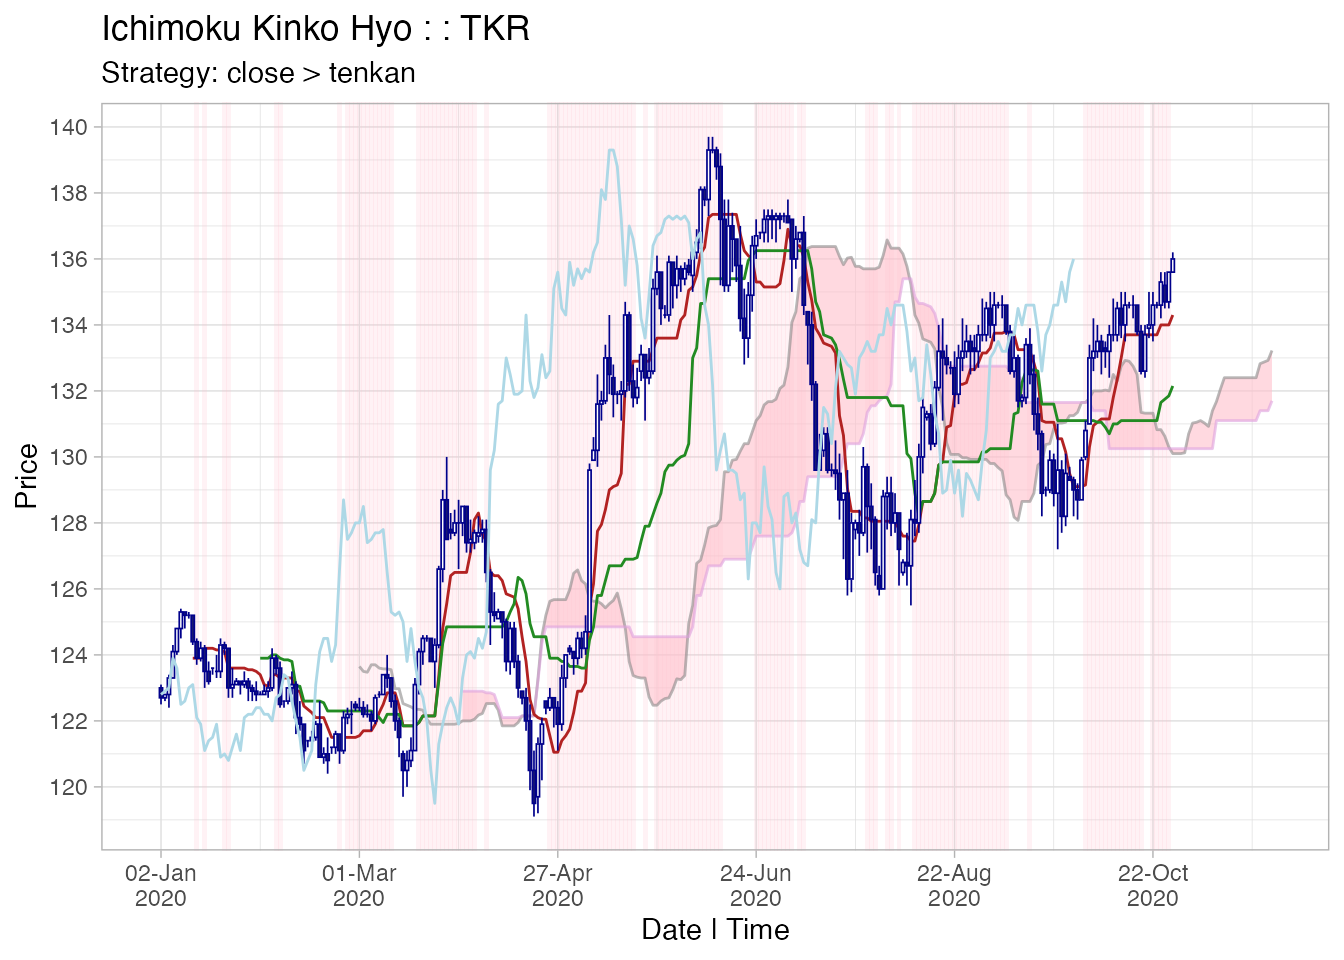 Ichimoku Kinko Hyo : : TKR
Strategy: close > tenkan
140
138
136
134
132
130
128
126
124
122
120
Price
02-Jan 01-Mar 27-Apr 24-Jun 22-Aug 22-Oct
2020 2020 2020 2020 2020 2020
Date | Time